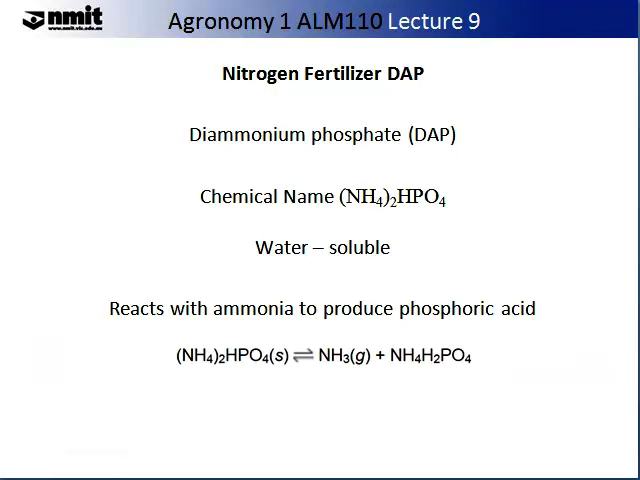 nmit
www.nmit.vic.edu.au
Agronomy 1 ALM110 Lecture 9
Nitrogen Fertilizer DAP
Diammonium phosphate (DAP)
Chemical Name (NH₄)₂HPO₄
Water – soluble
Reacts with ammonia to produce phosphoric acid
(NH₄)₂HPO₄(s) ⇌ NH₃(g) + NH₄H₂PO₄